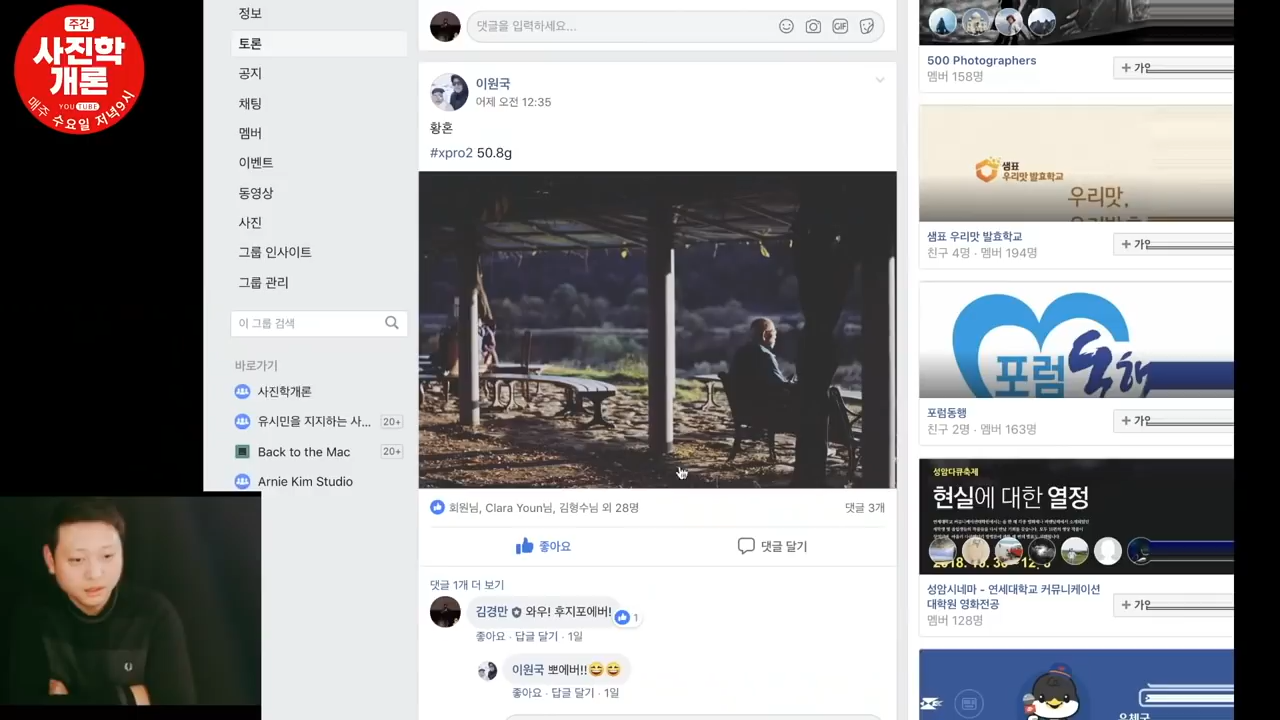 주간
사진학
개론
YOUTUBE
매주 수요일 저녁9시
정보
토론
공지
채팅
멤버
이벤트
동영상
사진
그룹 인사이트
그룹 관리
이 그룹 검색
바로가기
사진학개론
유시민을 지지하는 사... 20+
Back to the Mac 20+
Arnie Kim Studio
댓글을 입력하세요...
GIF
이원국
어제 오전 12:35
황혼
#xpro2 50.8g
회원님, Clara Youn님, 김형수님 외 28명
댓글 3개
좋아요
댓글 달기
댓글 1개 더 보기
김경만 와우! 후지포에버! 1
좋아요 · 답글 달기 · 1일
이원국 뽀에버!!😄😄
좋아요 · 답글 달기 · 1일
500 Photographers
멤버 158명
+ 가입
샘표
우리맛 발효학교
우리맛,
샘표 우리맛 발효학교
친구 4명 · 멤버 194명
+ 가입
포럼동행
포럼동행
친구 2명 · 멤버 163명
+ 가입
성암다큐축제
현실에 대한 열정
성암시네마 - 연세대학교 커뮤니케이션
대학원 영화전공
멤버 128명
+ 가입
우체국